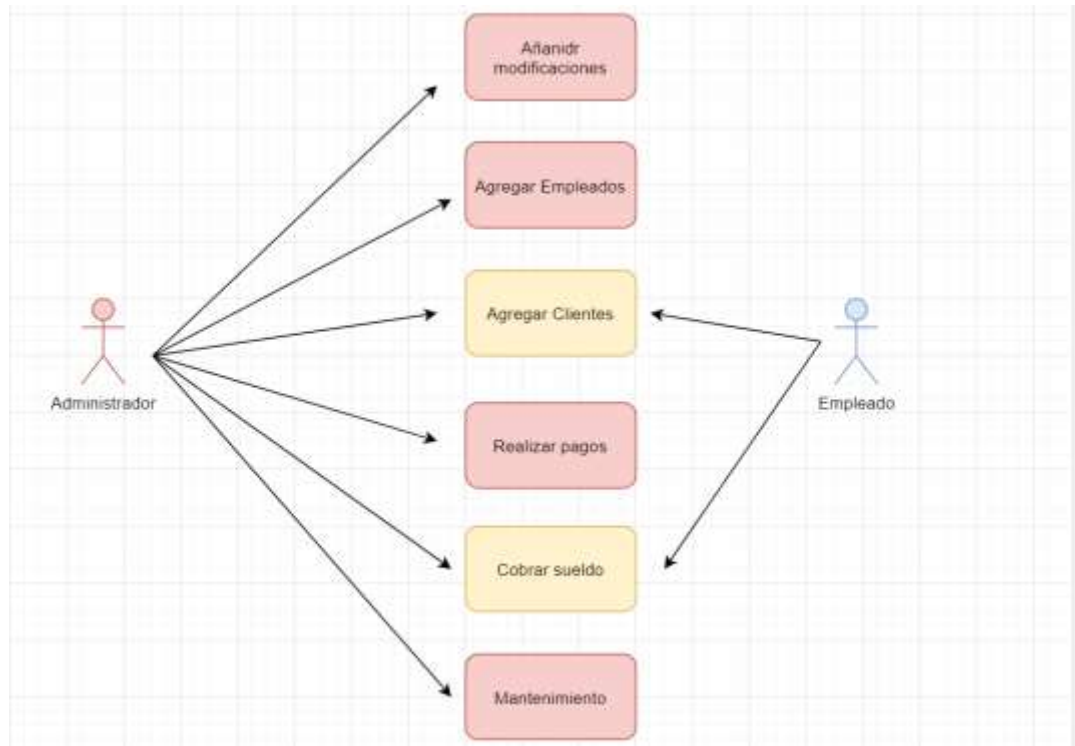 Añanidr
modificaciones
Agregar Empleados
Agregar Clientes
Administrador
Empleado
Realizar pagos
Cobrar sueldo
Mantenimiento